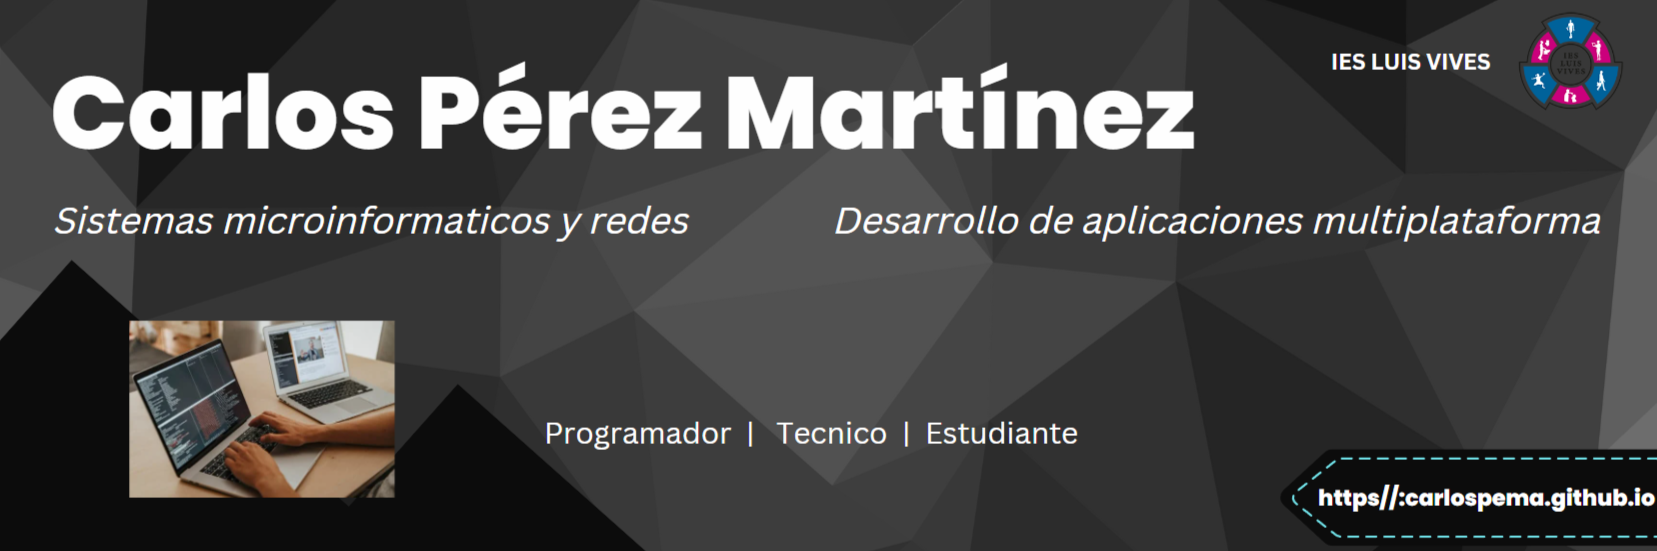 Carlos Pérez Martínez
IES LUIS VIVES
IES
LUIS
VIVES
Sistemas microinformaticos y redes
Desarrollo de aplicaciones multiplataforma
Programador | Tecnico | Estudiante
https//:carlospema.github.io